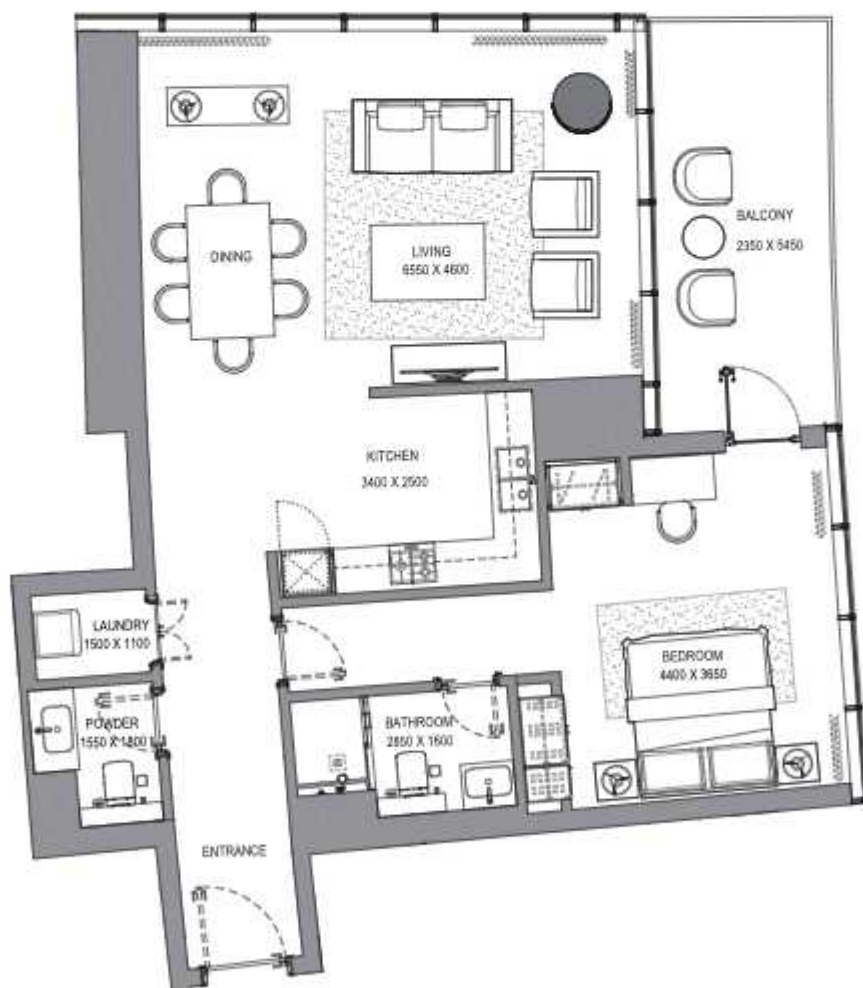 BALCONY
2350 X 5450
LIVING
6550 X 4600
DINING
KITCHEN
3400 X 2500
LAUNDRY
1500 X 1100
BEDROOM
4400 X 3650
POWDER
1550 X 1800
BATHROOM
2850 X 1600
ENTRANCE